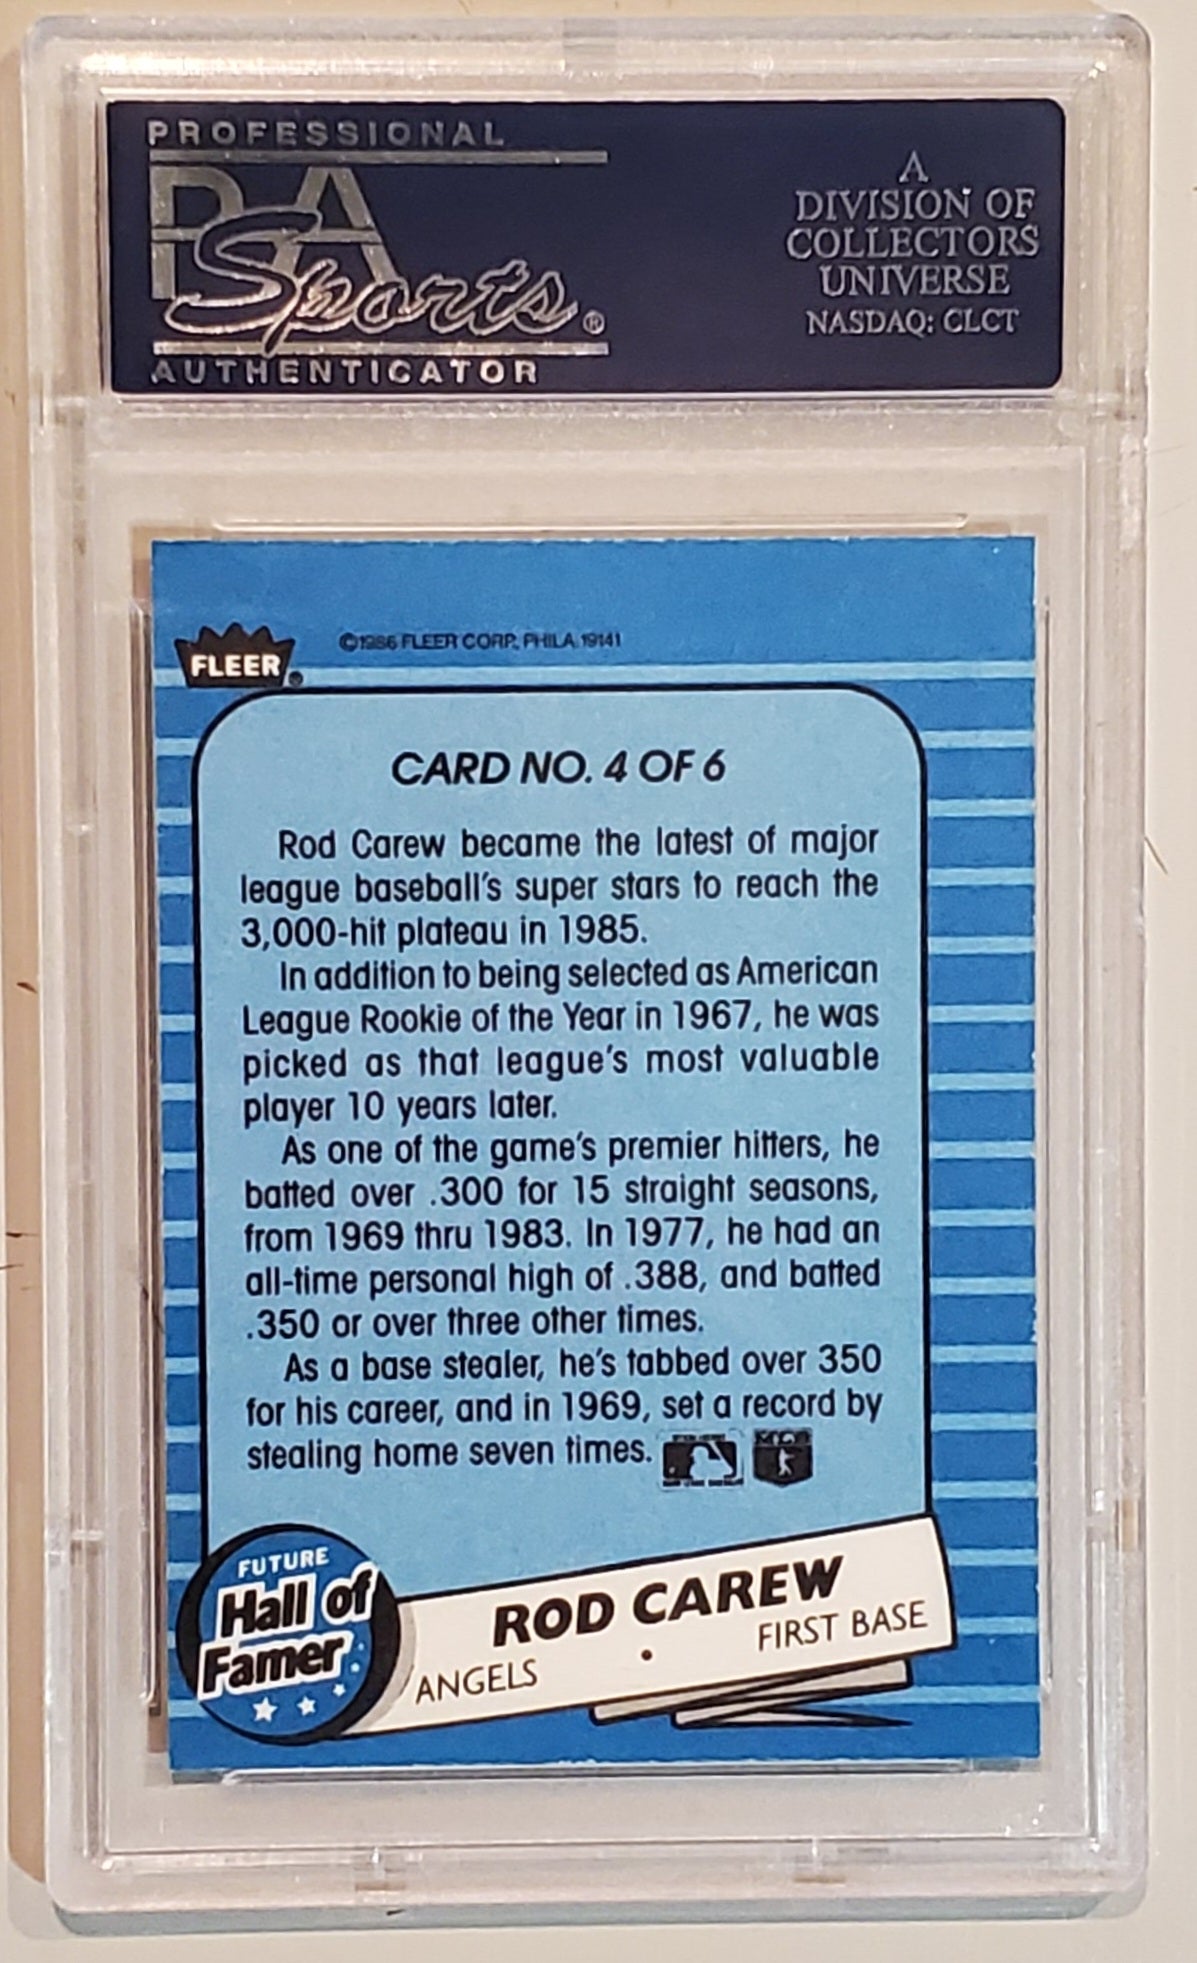 PROFESSIONAL
PSA
Sports®
AUTHENTICATOR
A
DIVISION OF
COLLECTORS
UNIVERSE
NASDAQ: CLCT
FLEER®
©1986 FLEER CORP., PHILA. 19141
CARD NO. 4 OF 6
Rod Carew became the latest of major
league baseball's super stars to reach the
3,000-hit plateau in 1985.
In addition to being selected as American
League Rookie of the Year in 1967, he was
picked as that league's most valuable
player 10 years later.
As one of the game's premier hitters, he
batted over .300 for 15 straight seasons,
from 1969 thru 1983. In 1977, he had an
all-time personal high of .388, and batted
.350 or over three other times.
As a base stealer, he's tabbed over 350
for his career, and in 1969, set a record by
stealing home seven times.
FUTURE
Hall of
Famer
ROD CAREW
ANGELS • FIRST BASE